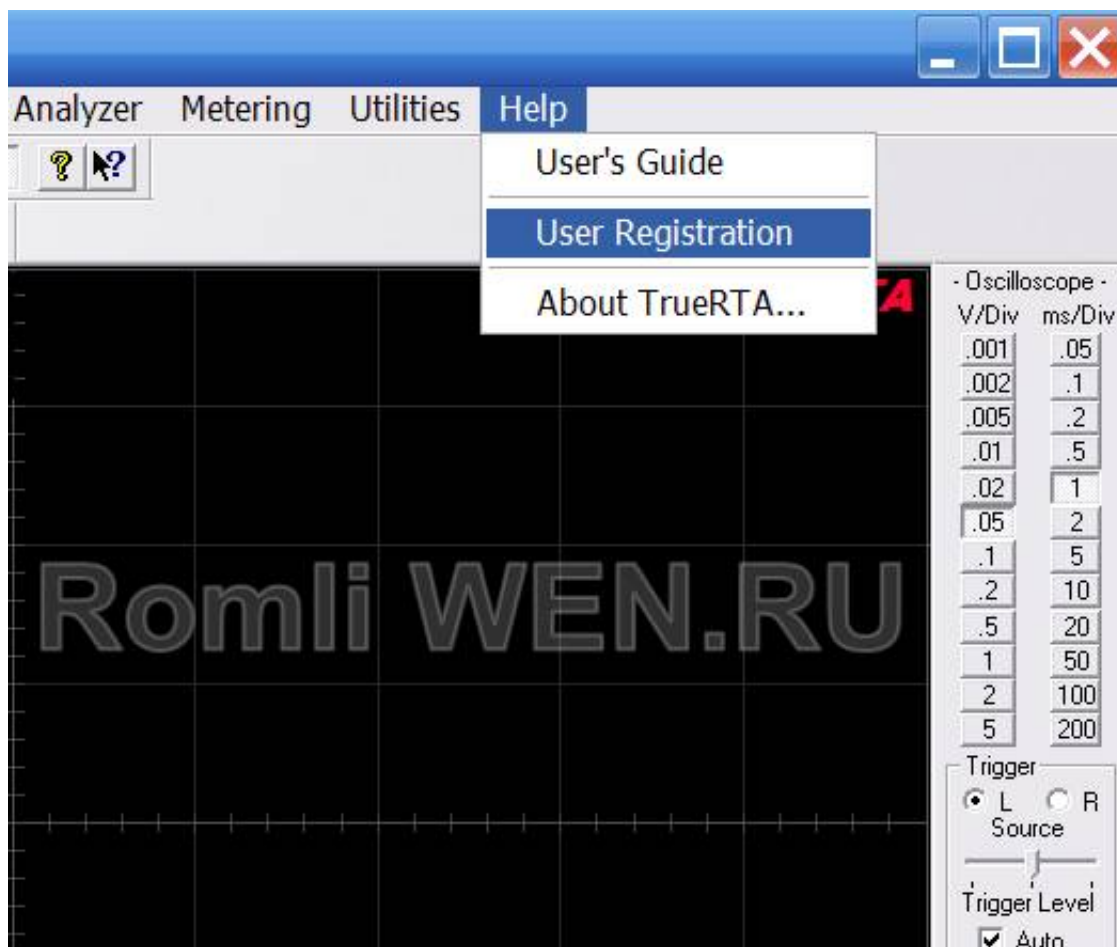 Analyzer Metering Utilities Help
User's Guide
User Registration
About TrueRTA...
- Oscilloscope -
V/Div ms/Div
.001 .05
.002 .1
.005 .2
.01 .5
.02 1
.05 2
.1 5
.2 10
.5 20
1 50
2 100
5 200
Romli WEN.RU
Trigger
L R
Source
Trigger Level
Auto